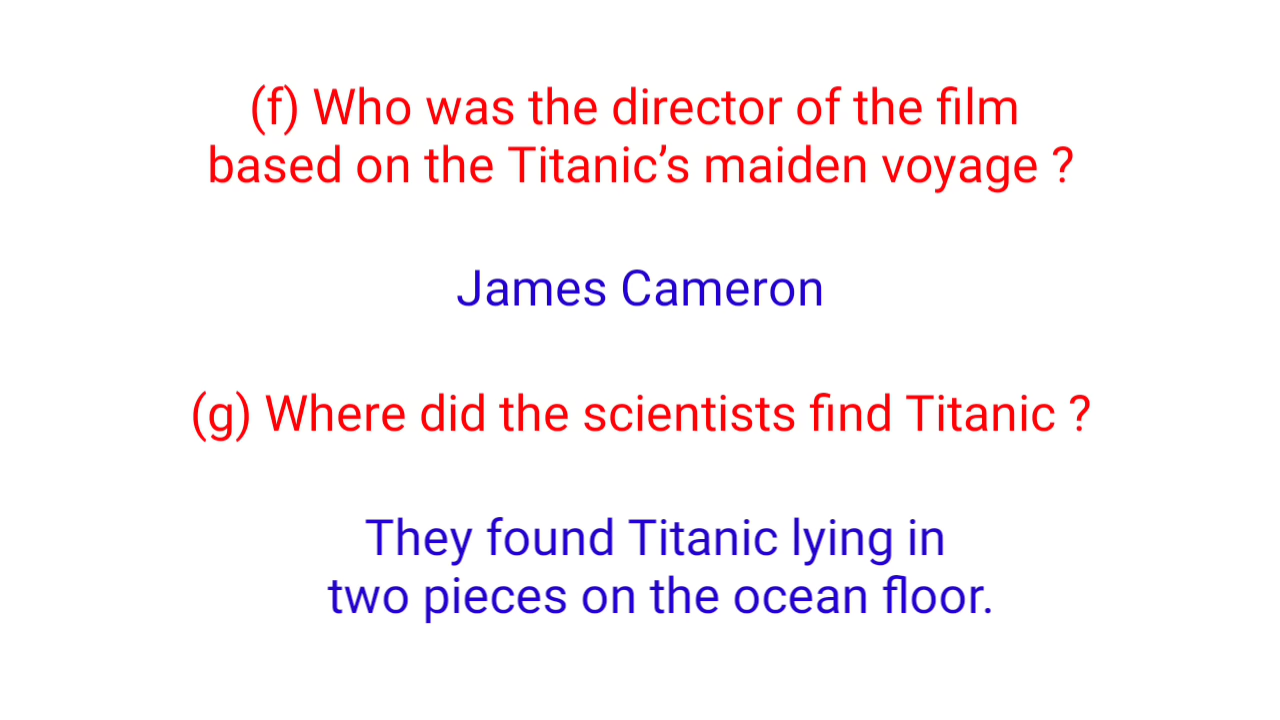 (f) Who was the director of the film
based on the Titanic’s maiden voyage ?
James Cameron
(g) Where did the scientists find Titanic ?
They found Titanic lying in
two pieces on the ocean floor.